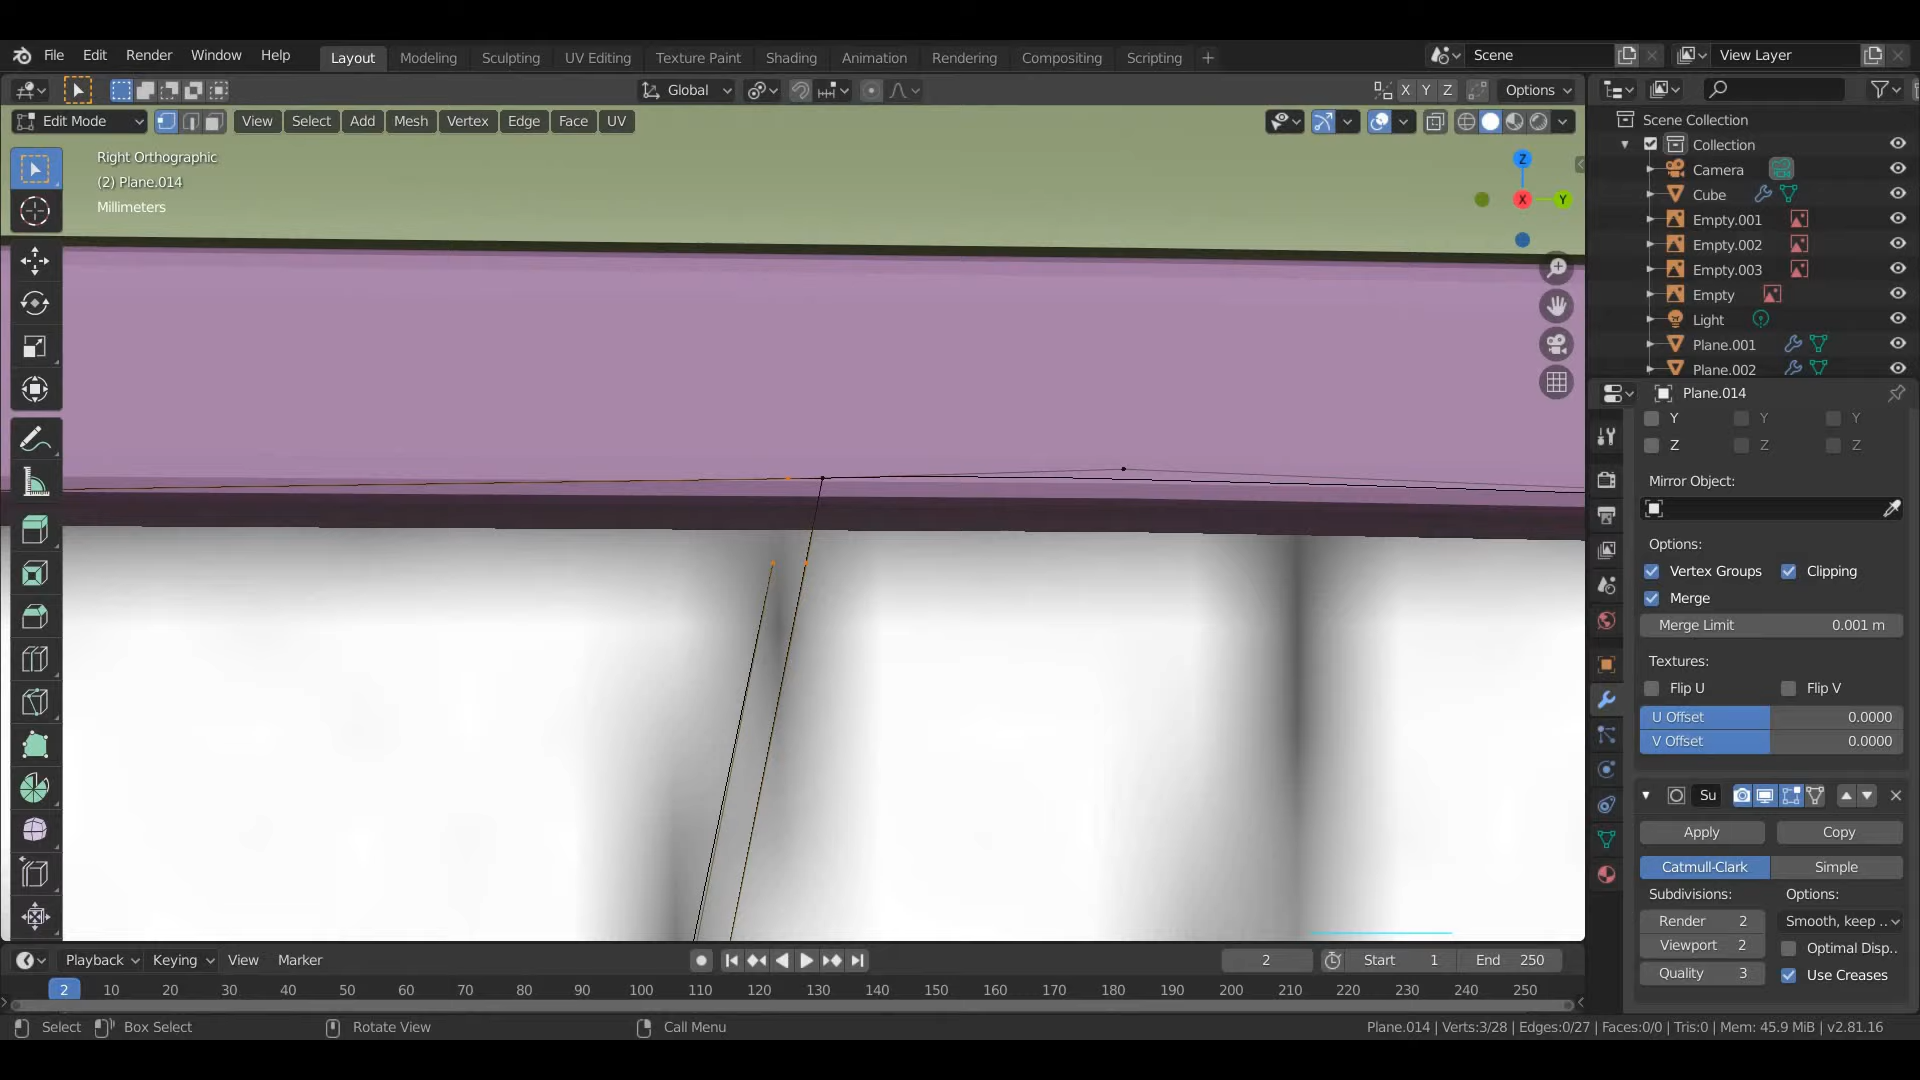 File Edit Render Window Help Layout Modeling Sculpting UV Editing Texture Paint Shading Animation Rendering Compositing Scripting + Scene View Layer
Global X Y Z Options
Edit Mode View Select Add Mesh Vertex Edge Face UV
Right Orthographic
(2) Plane.014
Millimeters
Z
X
Y
Scene Collection
Collection
Camera
Cube
Empty.001
Empty.002
Empty.003
Empty
Light
Plane.001
Plane.002
Plane.014
Y Y Y
Z Z Z
Mirror Object:
Options:
Vertex Groups Clipping
Merge
Merge Limit 0.001 m
Textures:
Flip U Flip V
U Offset 0.0000
V Offset 0.0000
Su
Apply Copy
Catmull-Clark Simple
Subdivisions: Options:
Render 2 Smooth, keep ..
Viewport 2 Optimal Disp..
Quality 3 Use Creases
Playback Keying View Marker 2 Start 1 End 250
2 10 20 30 40 50 60 70 80 90 100 110 120 130 140 150 160 170 180 190 200 210 220 230 240 250
Select Box Select Rotate View Call Menu Plane.014 | Verts:3/28 | Edges:0/27 | Faces:0/0 | Tris:0 | Mem: 45.9 MiB | v2.81.16